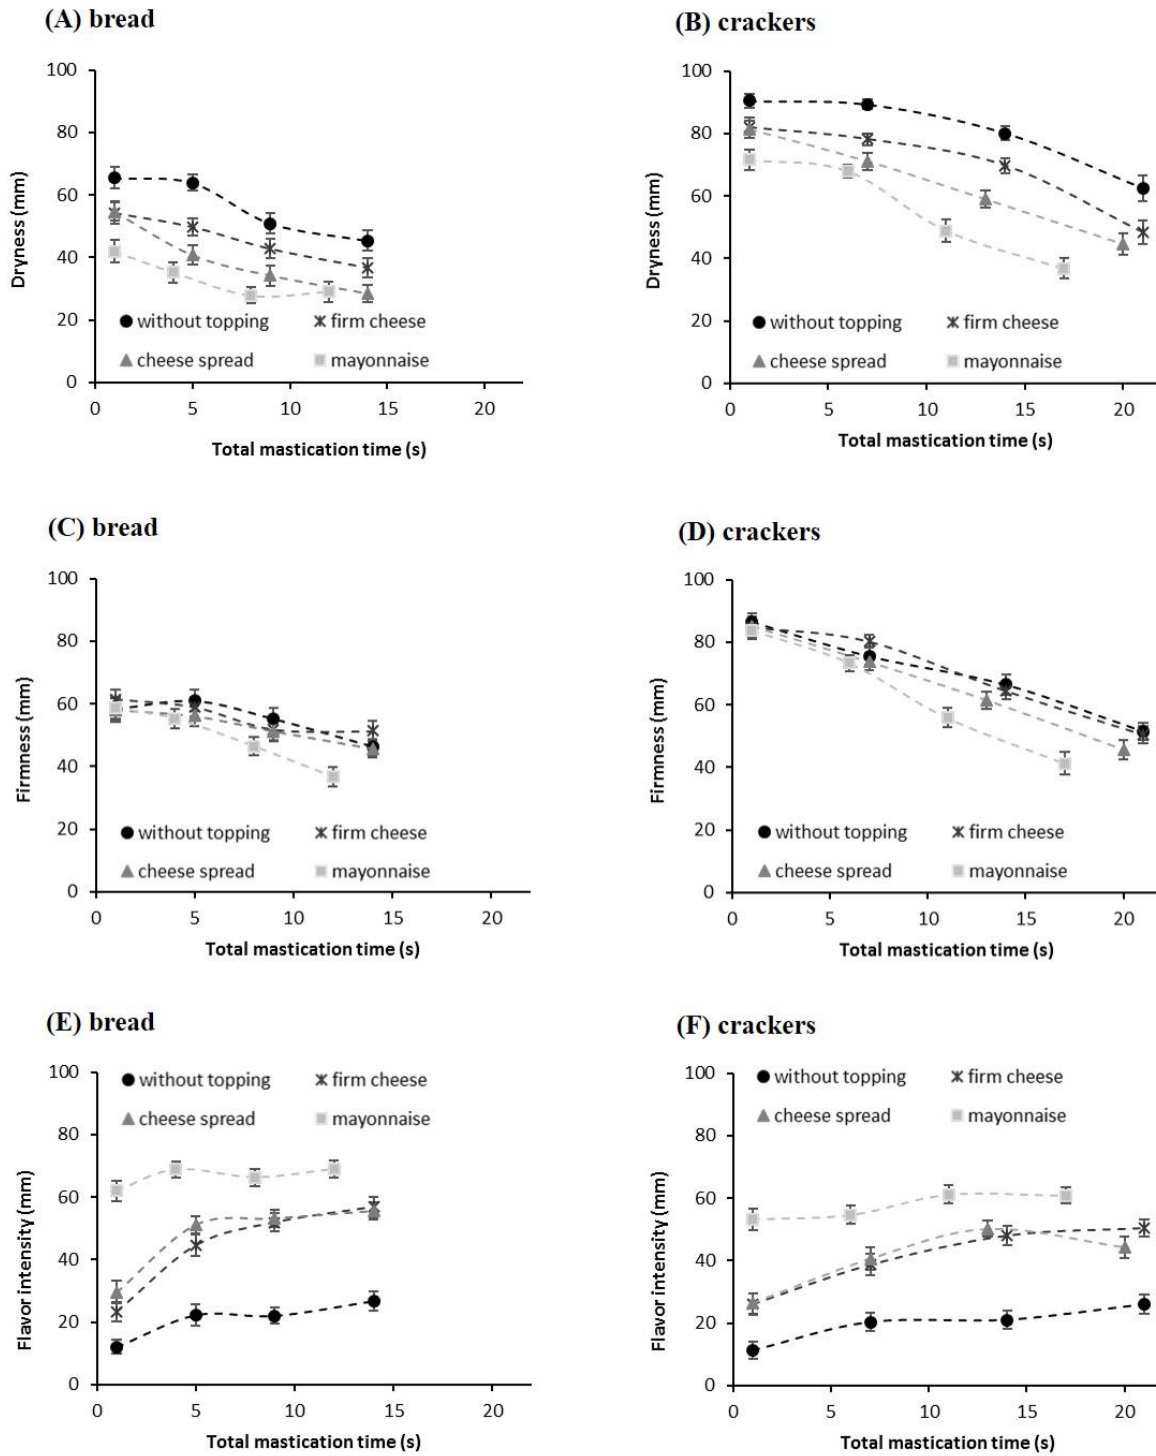 (A) bread
100
80
60
40
20
0
Dryness (mm)
without topping firm cheese
cheese spread mayonnaise
0 5 10 15 20
Total mastication time (s)
(B) crackers
100
80
60
40
20
0
Dryness (mm)
without topping firm cheese
cheese spread mayonnaise
0 5 10 15 20
Total mastication time (s)
(C) bread
100
80
60
40
20
0
Firmness (mm)
without topping firm cheese
cheese spread mayonnaise
0 5 10 15 20
Total mastication time (s)
(D) crackers
100
80
60
40
20
0
Firmness (mm)
without topping firm cheese
cheese spread mayonnaise
0 5 10 15 20
Total mastication time (s)
(E) bread
without topping firm cheese
cheese spread mayonnaise
100
80
60
40
20
0
Flavor intensity (mm)
0 5 10 15 20
Total mastication time (s)
(F) crackers
without topping firm cheese
cheese spread mayonnaise
100
80
60
40
20
0
Flavor intensity (mm)
0 5 10 15 20
Total mastication time (s)